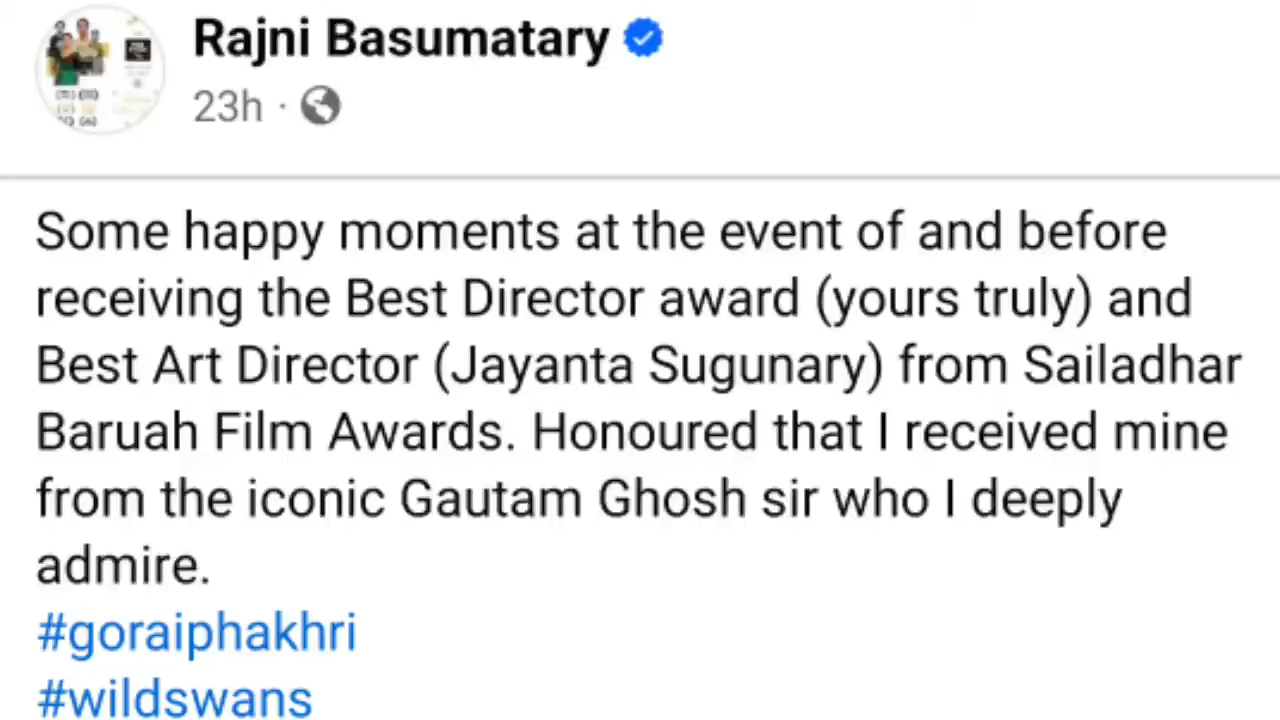 Rajni Basumatary
23h ·
Some happy moments at the event of and before
receiving the Best Director award (yours truly) and
Best Art Director (Jayanta Sugunary) from Sailadhar
Baruah Film Awards. Honoured that I received mine
from the iconic Gautam Ghosh sir who I deeply
admire.
#goraiphakhri
#wildswans